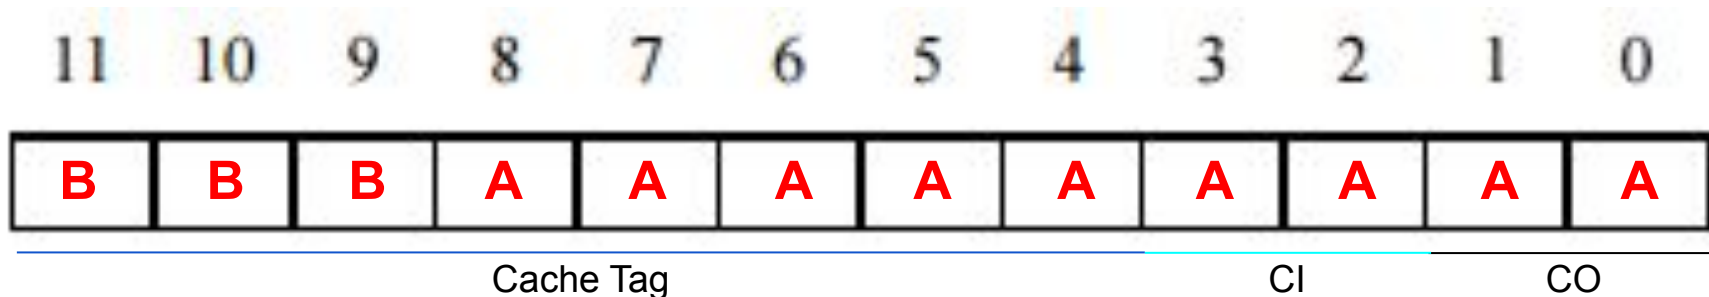 11 10 9 8 7 6 5 4 3 2 1 0
B B B A A A A A A A A A
Cache Tag CI CO